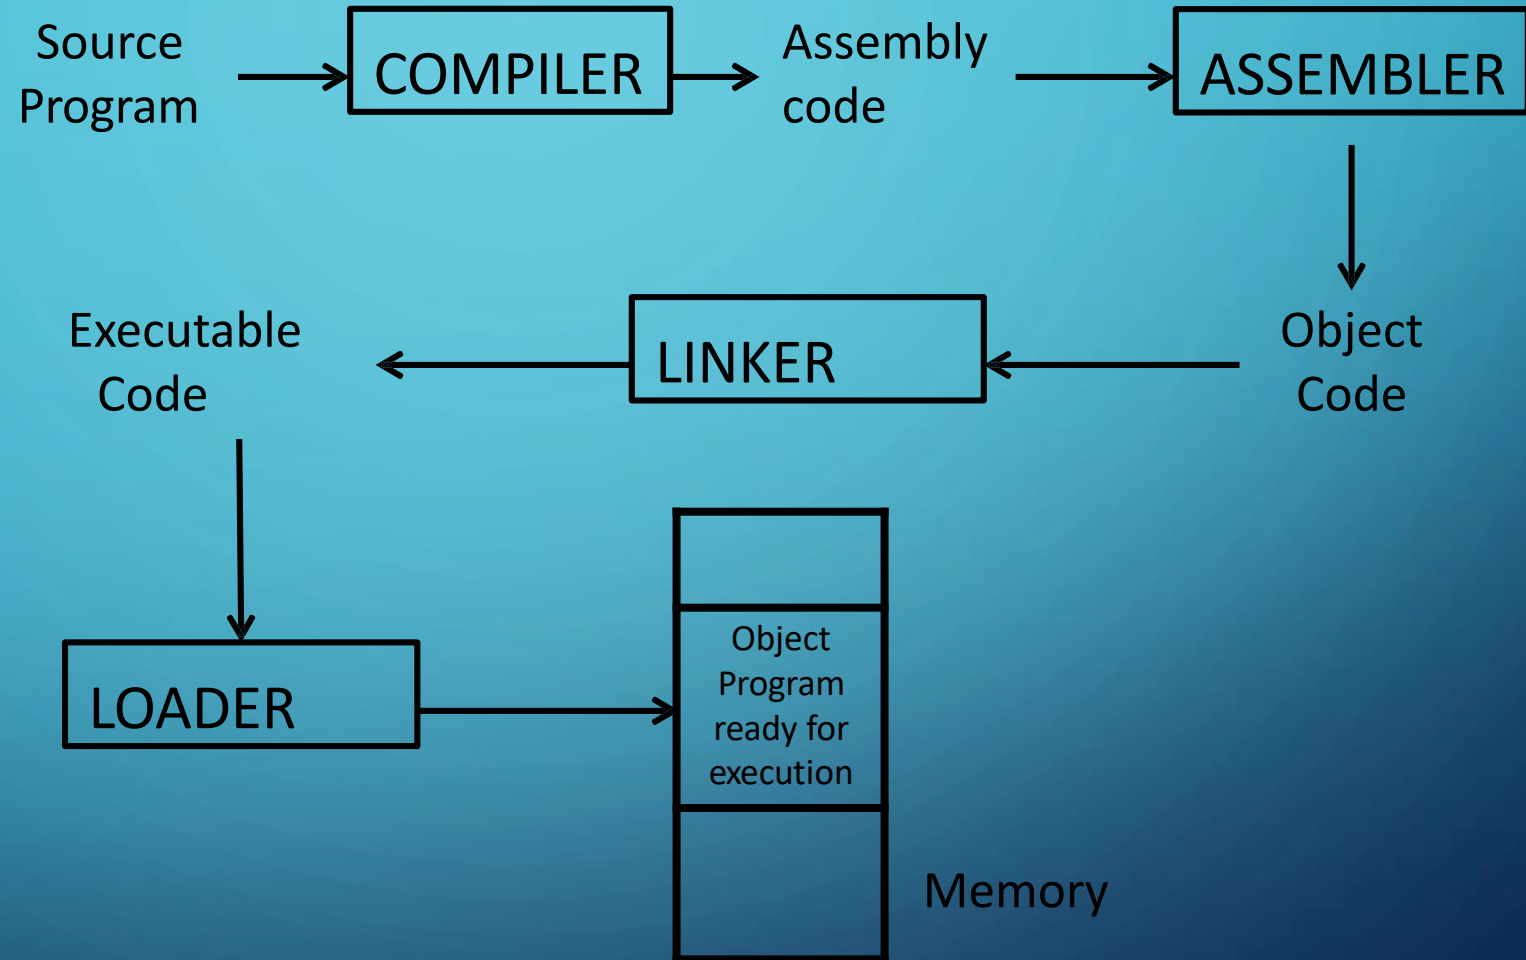 Source
Program
COMPILER
Assembly
code
ASSEMBLER
Object
Code
LINKER
Executable
Code
LOADER
Object
Program
ready for
execution
Memory